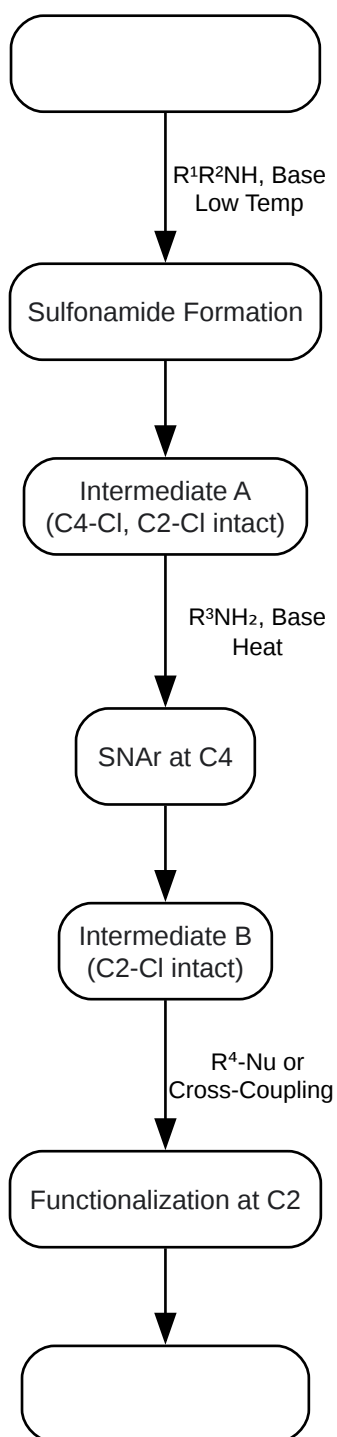 R¹R²NH, Base
Low Temp
Sulfonamide Formation
Intermediate A
(C4-Cl, C2-Cl intact)
R³NH₂, Base
Heat
SNAr at C4
Intermediate B
(C2-Cl intact)
R⁴-Nu or
Cross-Coupling
Functionalization at C2